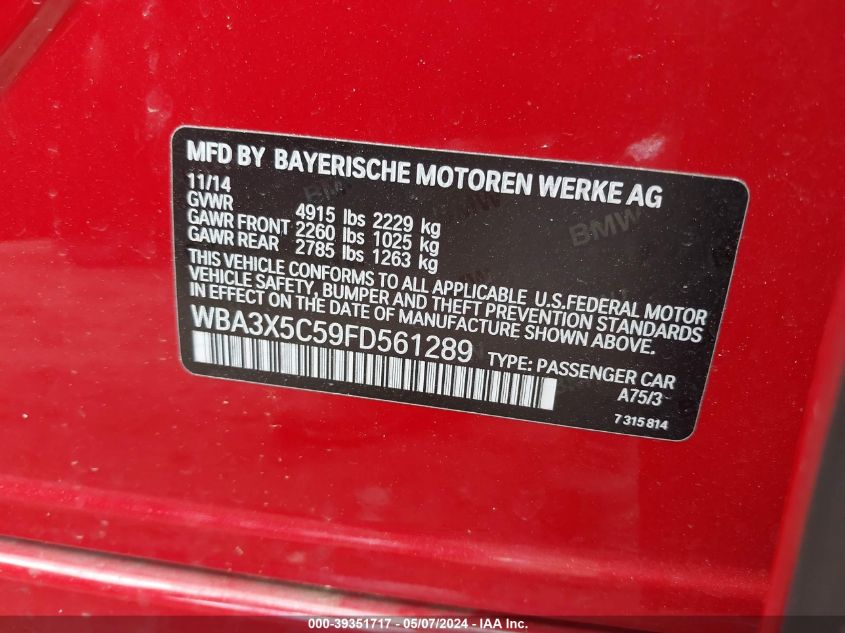 MFD BY BAYERISCHE MOTOREN WERKE AG
11/14
GVWR 4915 lbs 2229 kg
GAWR FRONT 2260 lbs 1025 kg
GAWR REAR 2785 lbs 1263 kg
THIS VEHICLE CONFORMS TO ALL APPLICABLE U.S.FEDERAL MOTOR
VEHICLE SAFETY, BUMPER AND THEFT PREVENTION STANDARDS
IN EFFECT ON THE DATE OF MANUFACTURE SHOWN ABOVE.
WBA3X5C59FD561289 TYPE: PASSENGER CAR
A75/3
7 315 814
BMW
BMW
000-39351717 - 05/07/2024 - IAA Inc.